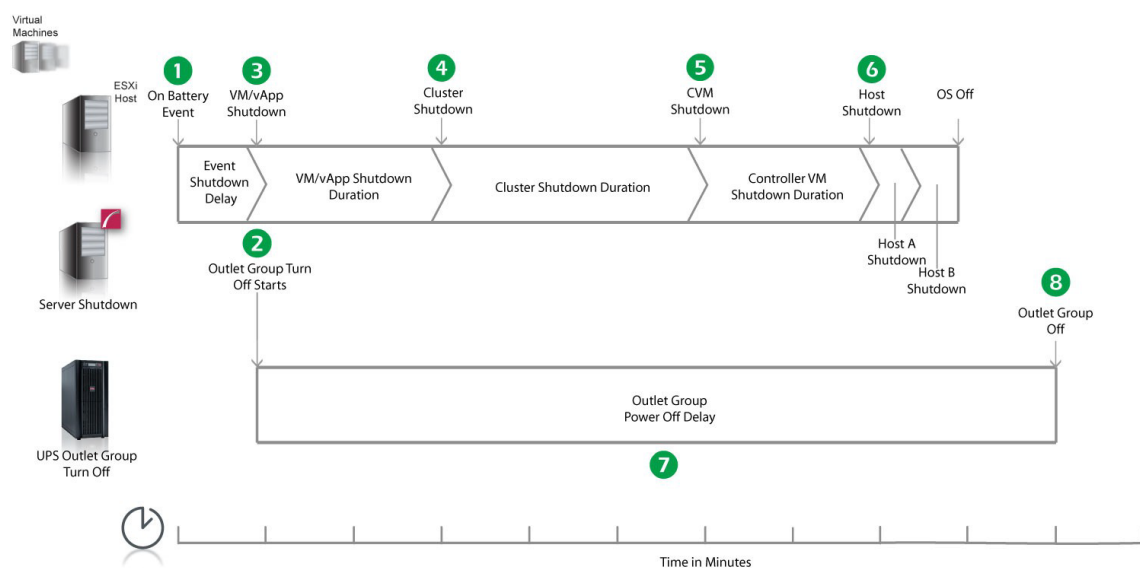 Virtual
Machines
ESXi
Host
1
On Battery
Event
3
VM/vApp
Shutdown
4
Cluster
Shutdown
5
CVM
Shutdown
6
Host
Shutdown
OS Off
Event
Shutdown
Delay
VM/vApp Shutdown
Duration
Cluster Shutdown Duration
Controller VM
Shutdown Duration
2
Outlet Group Turn
Off Starts
Host A
Shutdown
Host B
Shutdown
Server Shutdown
8
Outlet Group
Off
Outlet Group
Power Off Delay
7
UPS Outlet Group
Turn Off
Time in Minutes